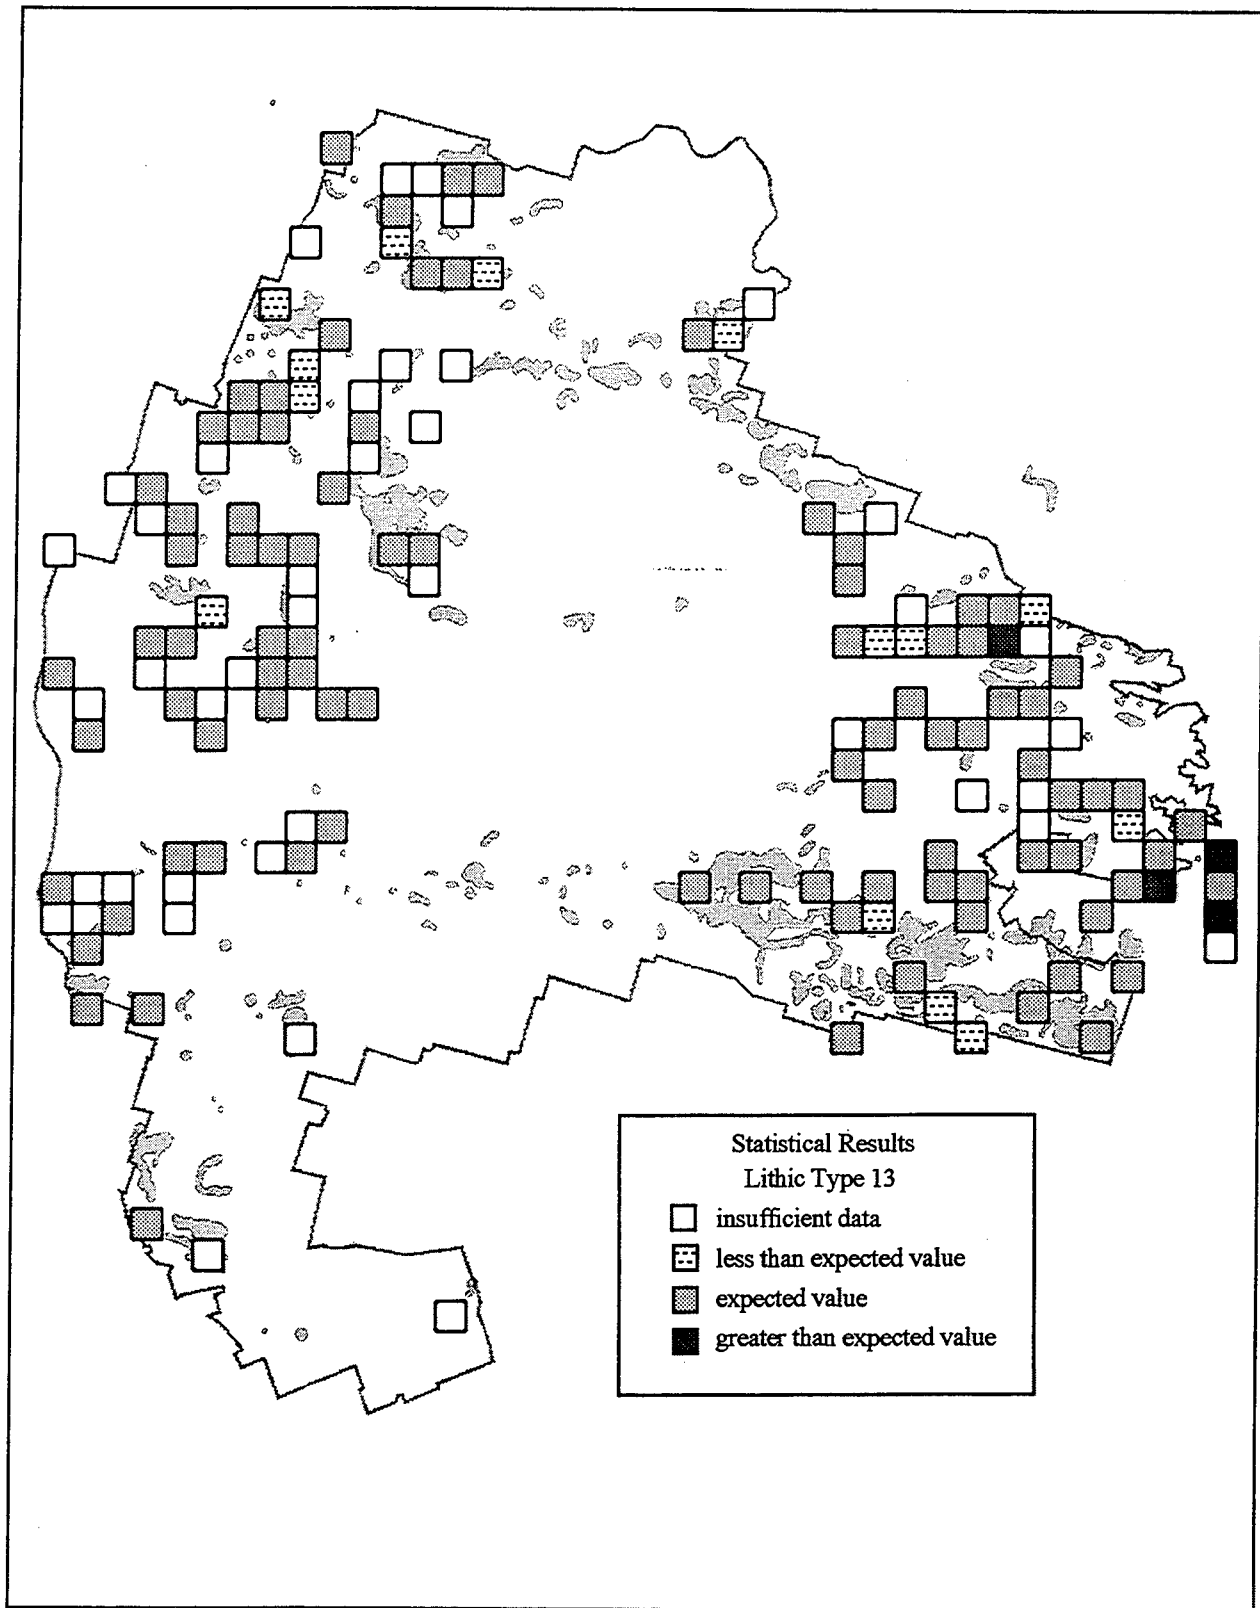 Statistical Results
Lithic Type 13
insufficient data
less than expected value
expected value
greater than expected value